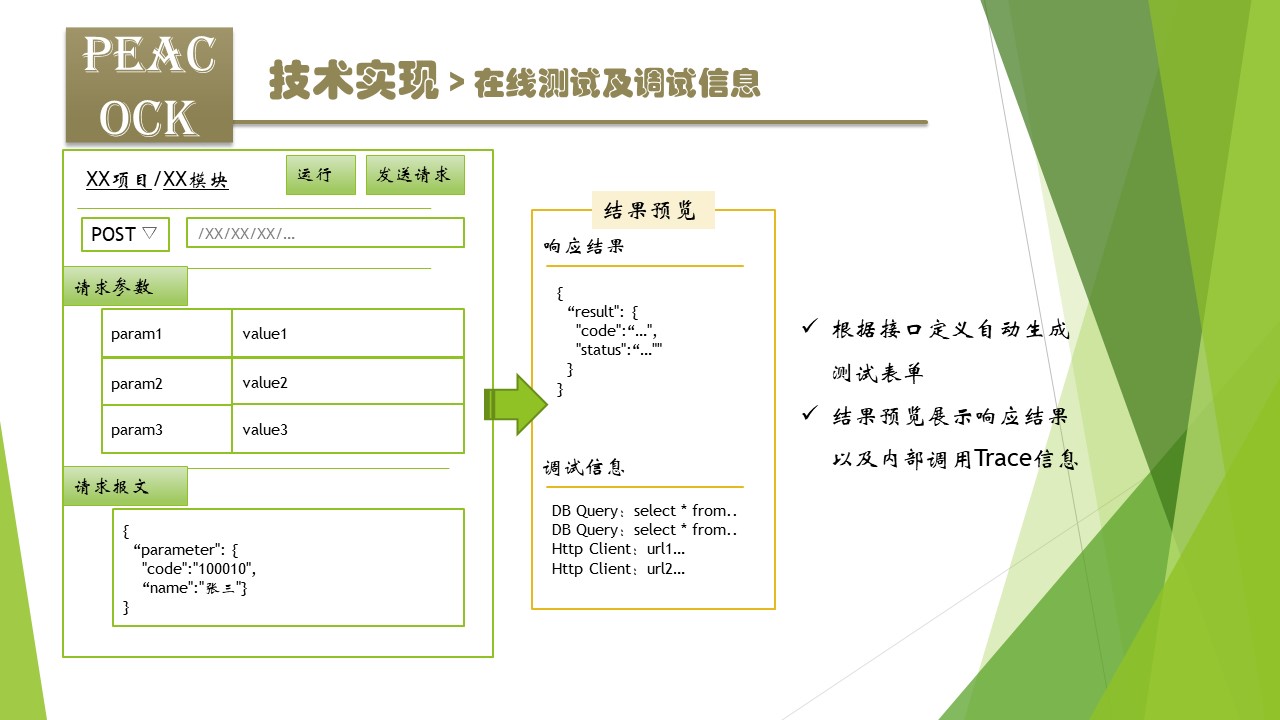 PEAC
OCK
技术实现 > 在线测试及调试信息
XX项目/XX模块
运行
发送请求
POST ▽
/XX/XX/XX/…
请求参数
param1 value1
param2 value2
param3 value3
请求报文
{
“parameter": {
"code":"100010",
“name":"张三"}
}
结果预览
响应结果
{
“result": {
"code":“…",
"status":“…""
}
}
调试信息
DB Query：select * from..
DB Query：select * from..
Http Client：url1…
Http Client：url2…
✓ 根据接口定义自动生成
测试表单
✓ 结果预览展示响应结果
以及内部调用Trace信息